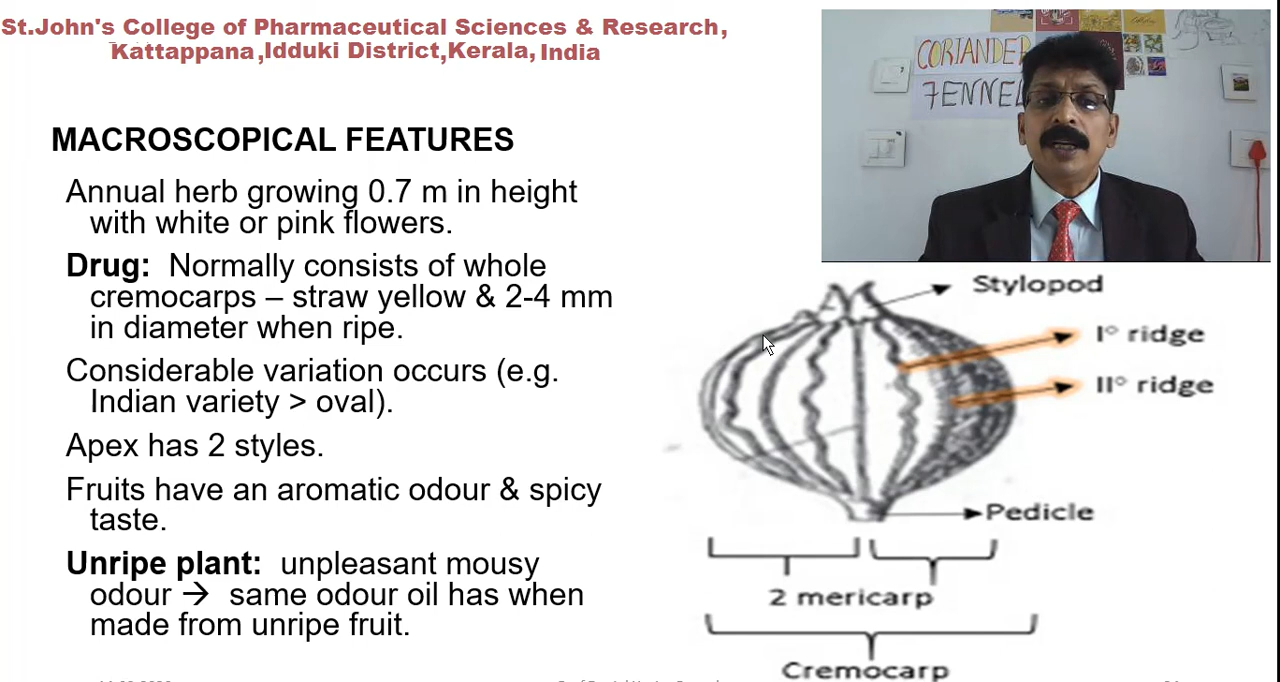 St.John's College of Pharmaceutical Sciences & Research,
Kattappana,Idduki District,Kerala, India
CORIANDER
FENNEL
MACROSCOPICAL FEATURES
Annual herb growing 0.7 m in height
with white or pink flowers.
Drug: Normally consists of whole
cremocarps – straw yellow & 2-4 mm
in diameter when ripe.
Considerable variation occurs (e.g.
Indian variety > oval).
Apex has 2 styles.
Fruits have an aromatic odour & spicy
taste.
Unripe plant: unpleasant mousy
odour → same odour oil has when
made from unripe fruit.
Stylopod
I° ridge
II° ridge
Pedicle
2 mericarp
Cremocarp